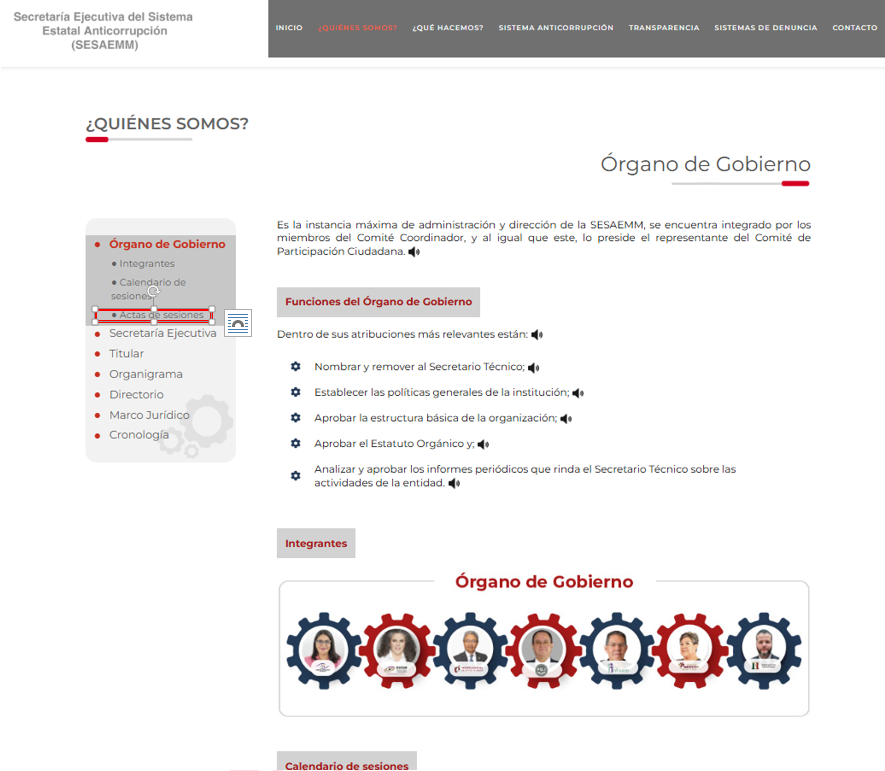 Secretaría Ejecutiva del Sistema
Estatal Anticorrupción
(SESAEMM)
INICIO ¿QUIÉNES SOMOS? ¿QUÉ HACEMOS? SISTEMA ANTICORRUPCIÓN TRANSPARENCIA SISTEMAS DE DENUNCIA CONTACTO
¿QUIÉNES SOMOS?
Órgano de Gobierno
Órgano de Gobierno
Integrantes
Calendario de
sesiones
Actas de sesiones
Secretaría Ejecutiva
Titular
Organigrama
Directorio
Marco Jurídico
Cronología
Es la instancia máxima de administración y dirección de la SESAEMM, se encuentra integrado por los
miembros del Comité Coordinador, y al igual que este, lo preside el representante del Comité de
Participación Ciudadana.
Funciones del Órgano de Gobierno
Dentro de sus atribuciones más relevantes están:
Nombrar y remover al Secretario Técnico;
Establecer las políticas generales de la institución;
Aprobar la estructura básica de la organización;
Aprobar el Estatuto Orgánico y;
Analizar y aprobar los informes periódicos que rinda el Secretario Técnico sobre las
actividades de la entidad.
Integrantes
Órgano de Gobierno
Calendario de sesiones